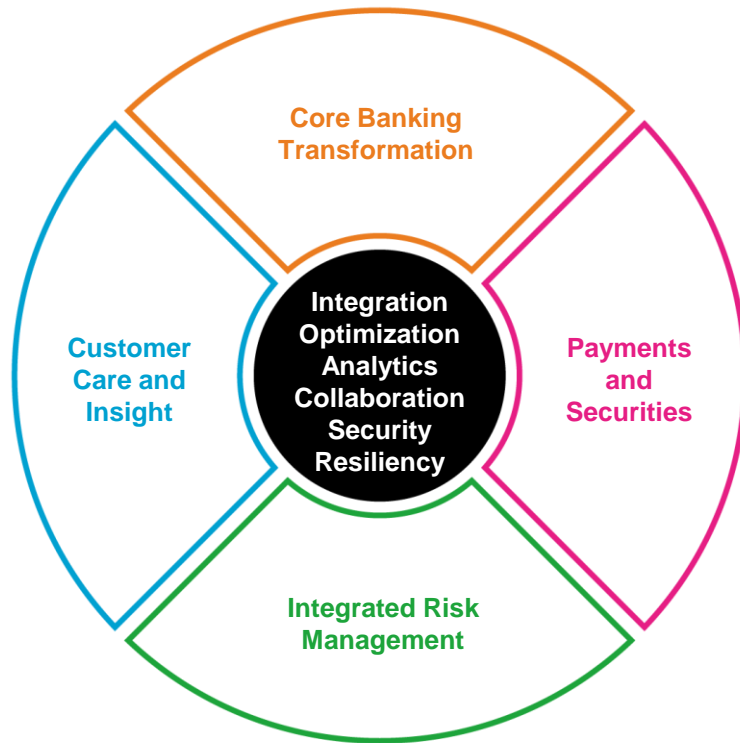 Core Banking
Transformation
Customer
Care and
Insight
Integration
Optimization
Analytics
Collaboration
Security
Resiliency
Payments
and
Securities
Integrated Risk
Management